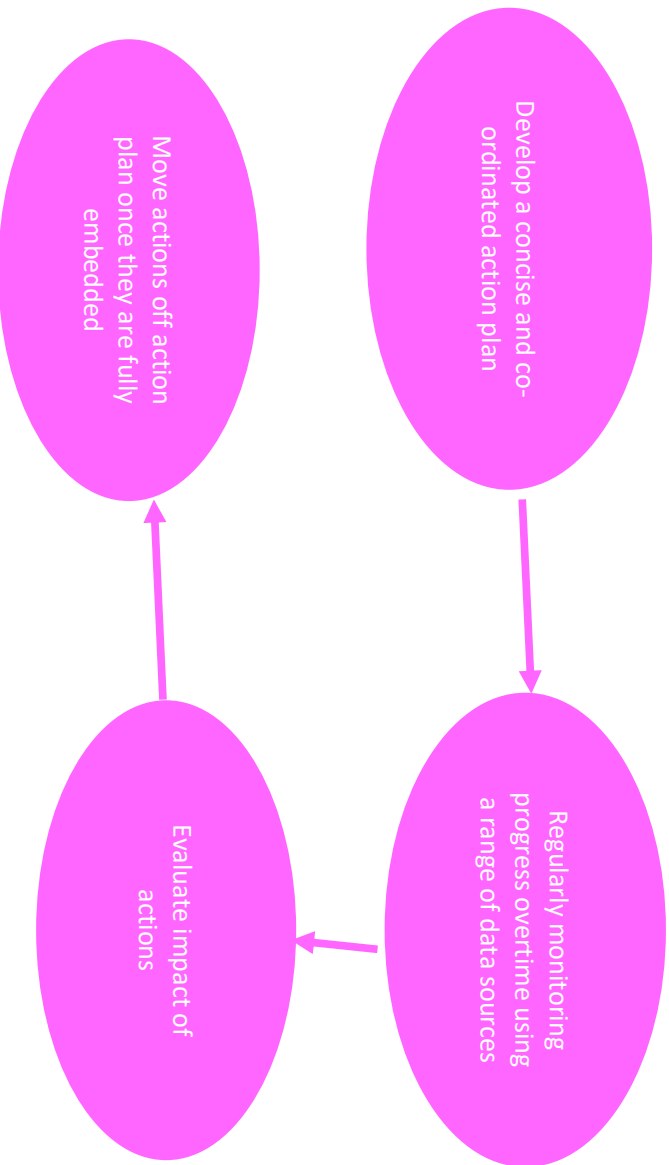 Develop a concise and co-
ordinated action plan
Regularly monitoring
progress overtime using
a range of data sources
Evaluate impact of
actions
Move actions off action
plan once they are fully
embedded